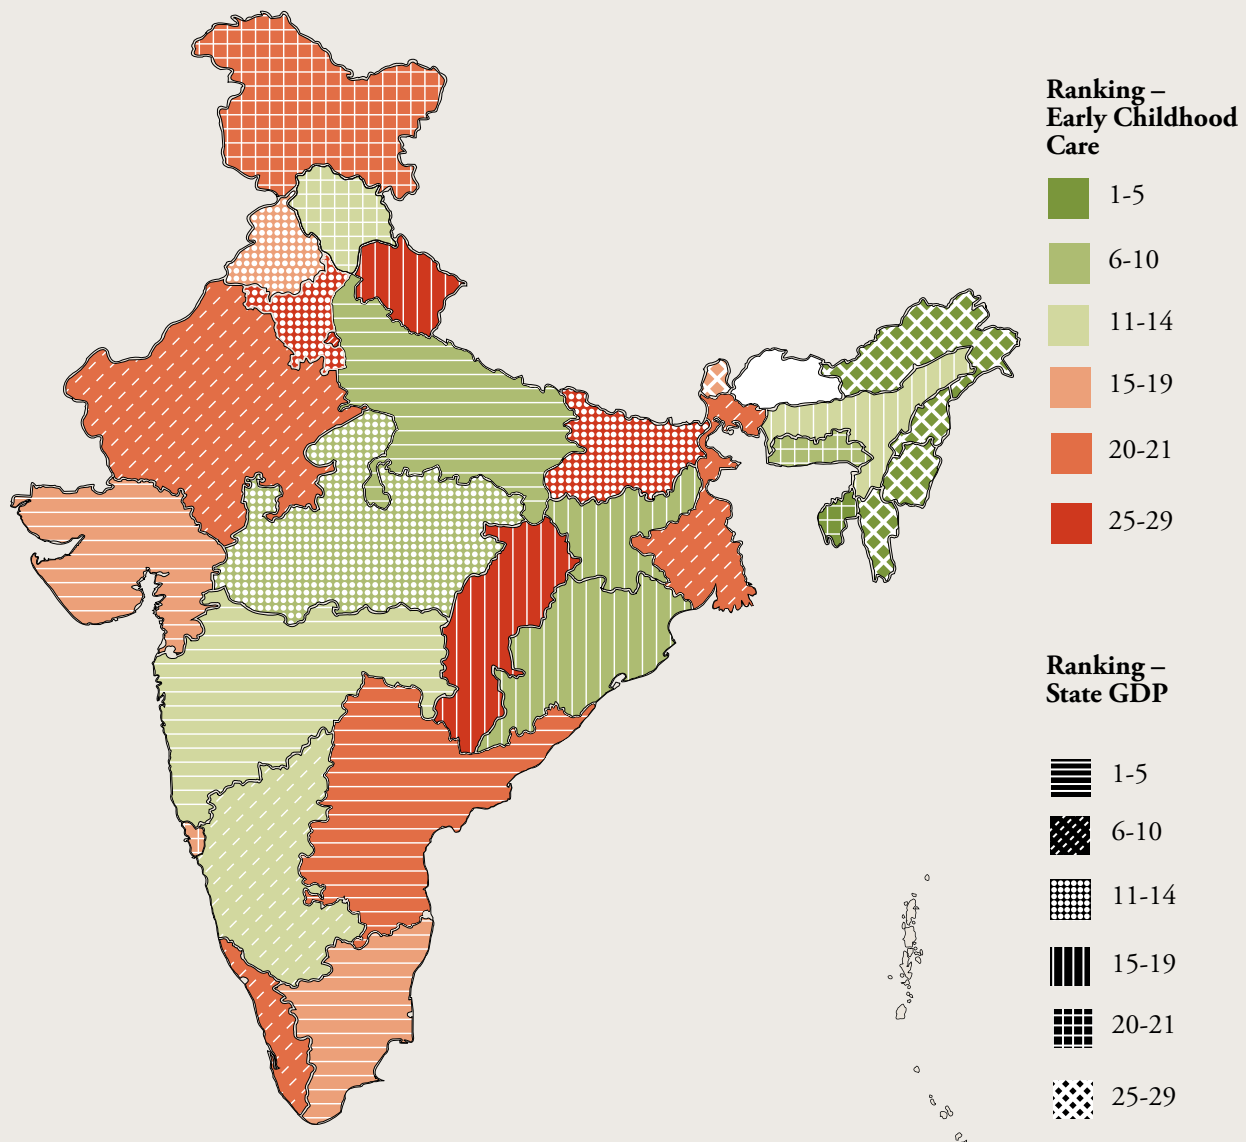 Ranking –
Early Childhood
Care
1-5
6-10
11-14
15-19
20-21
25-29
Ranking –
State GDP
1-5
6-10
11-14
15-19
20-21
25-29